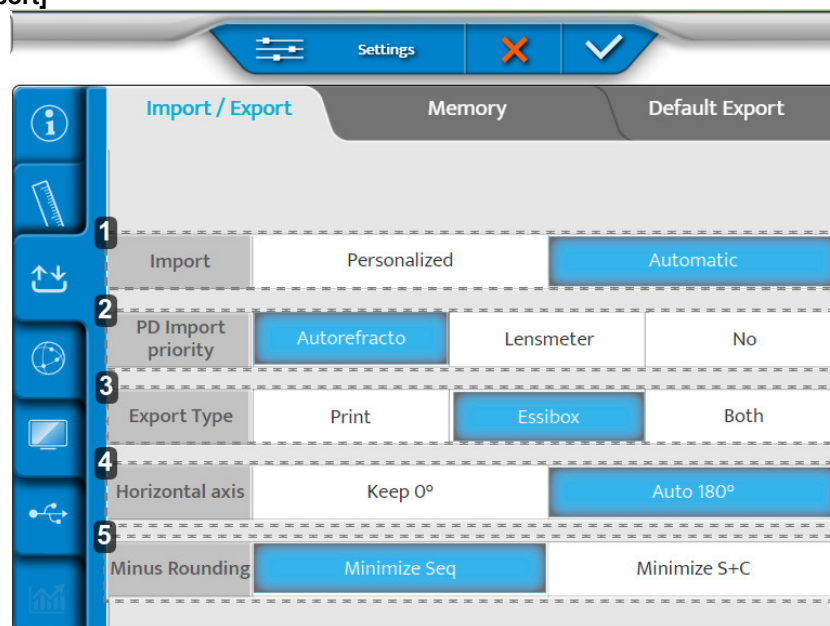 Settings
Import / Export Memory Default Export
1
Import Personalized Automatic
2
PD Import
priority Autorefracto Lensmeter No
3
Export Type Print Essibox Both
4
Horizontal axis Keep 0° Auto 180°
5
Minus Rounding Minimize Seq Minimize S+C